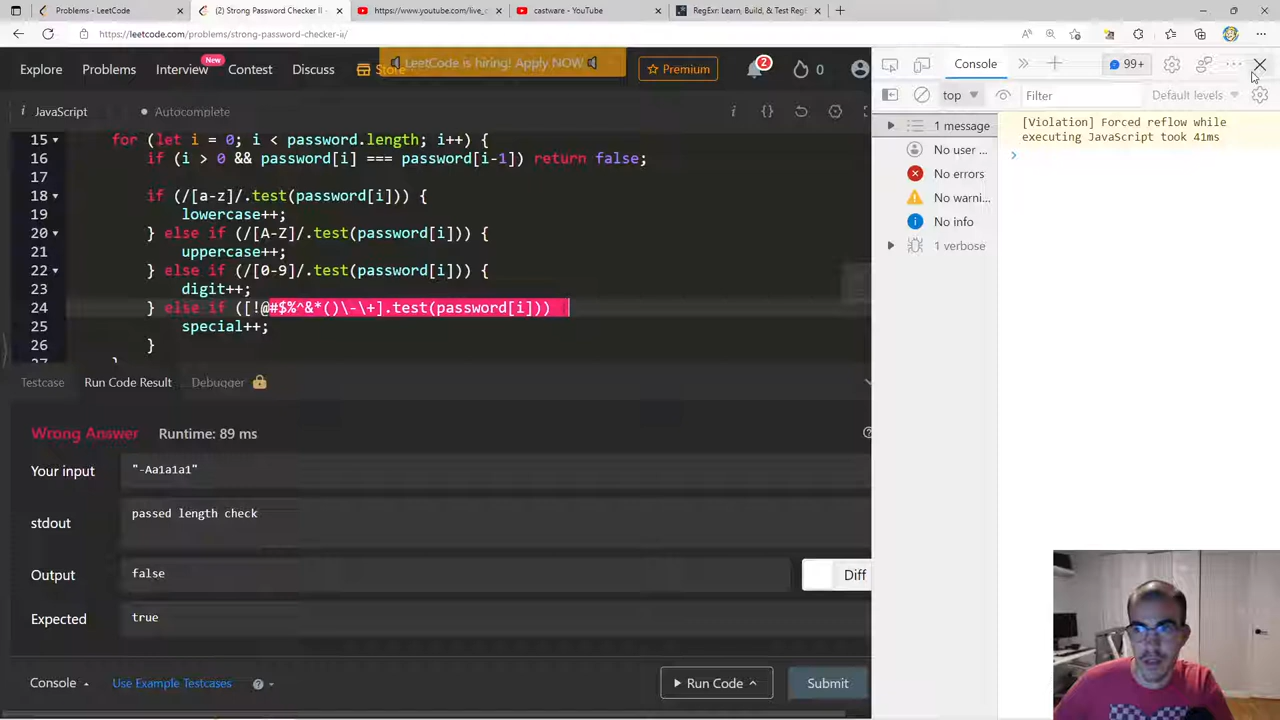 Problems - LeetCode
(2) Strong Password Checker II -
https://www.youtube.com/live_c
castware - YouTube
RegExr: Learn, Build, & Test Reg
https://leetcode.com/problems/strong-password-checker-ii/
LeetCode is hiring! Apply NOW
Explore
Problems
Interview
New
Contest
Discuss
Store
Premium
2
0
Console
99+
i JavaScript
Autocomplete
top
Filter
Default levels
15 for (let i = 0; i < password.length; i++) {
16 if (i > 0 && password[i] === password[i-1]) return false;
17
18 if (/[a-z]/.test(password[i])) {
19 lowercase++;
20 } else if (/[A-Z]/.test(password[i])) {
21 uppercase++;
22 } else if (/[0-9]/.test(password[i])) {
23 digit++;
24 } else if ([!@#$%^&*()\-\+].test(password[i]))
25 special++;
26 }
27 }
1 message
No user ...
No errors
No warni...
No info
1 verbose
[Violation] Forced reflow while
executing JavaScript took 41ms
Testcase
Run Code Result
Debugger
Wrong Answer
Runtime: 89 ms
Your input
"-Aa1a1a1"
stdout
passed length check
Output
false
Diff
Expected
true
Console
Use Example Testcases
Run Code
Submit